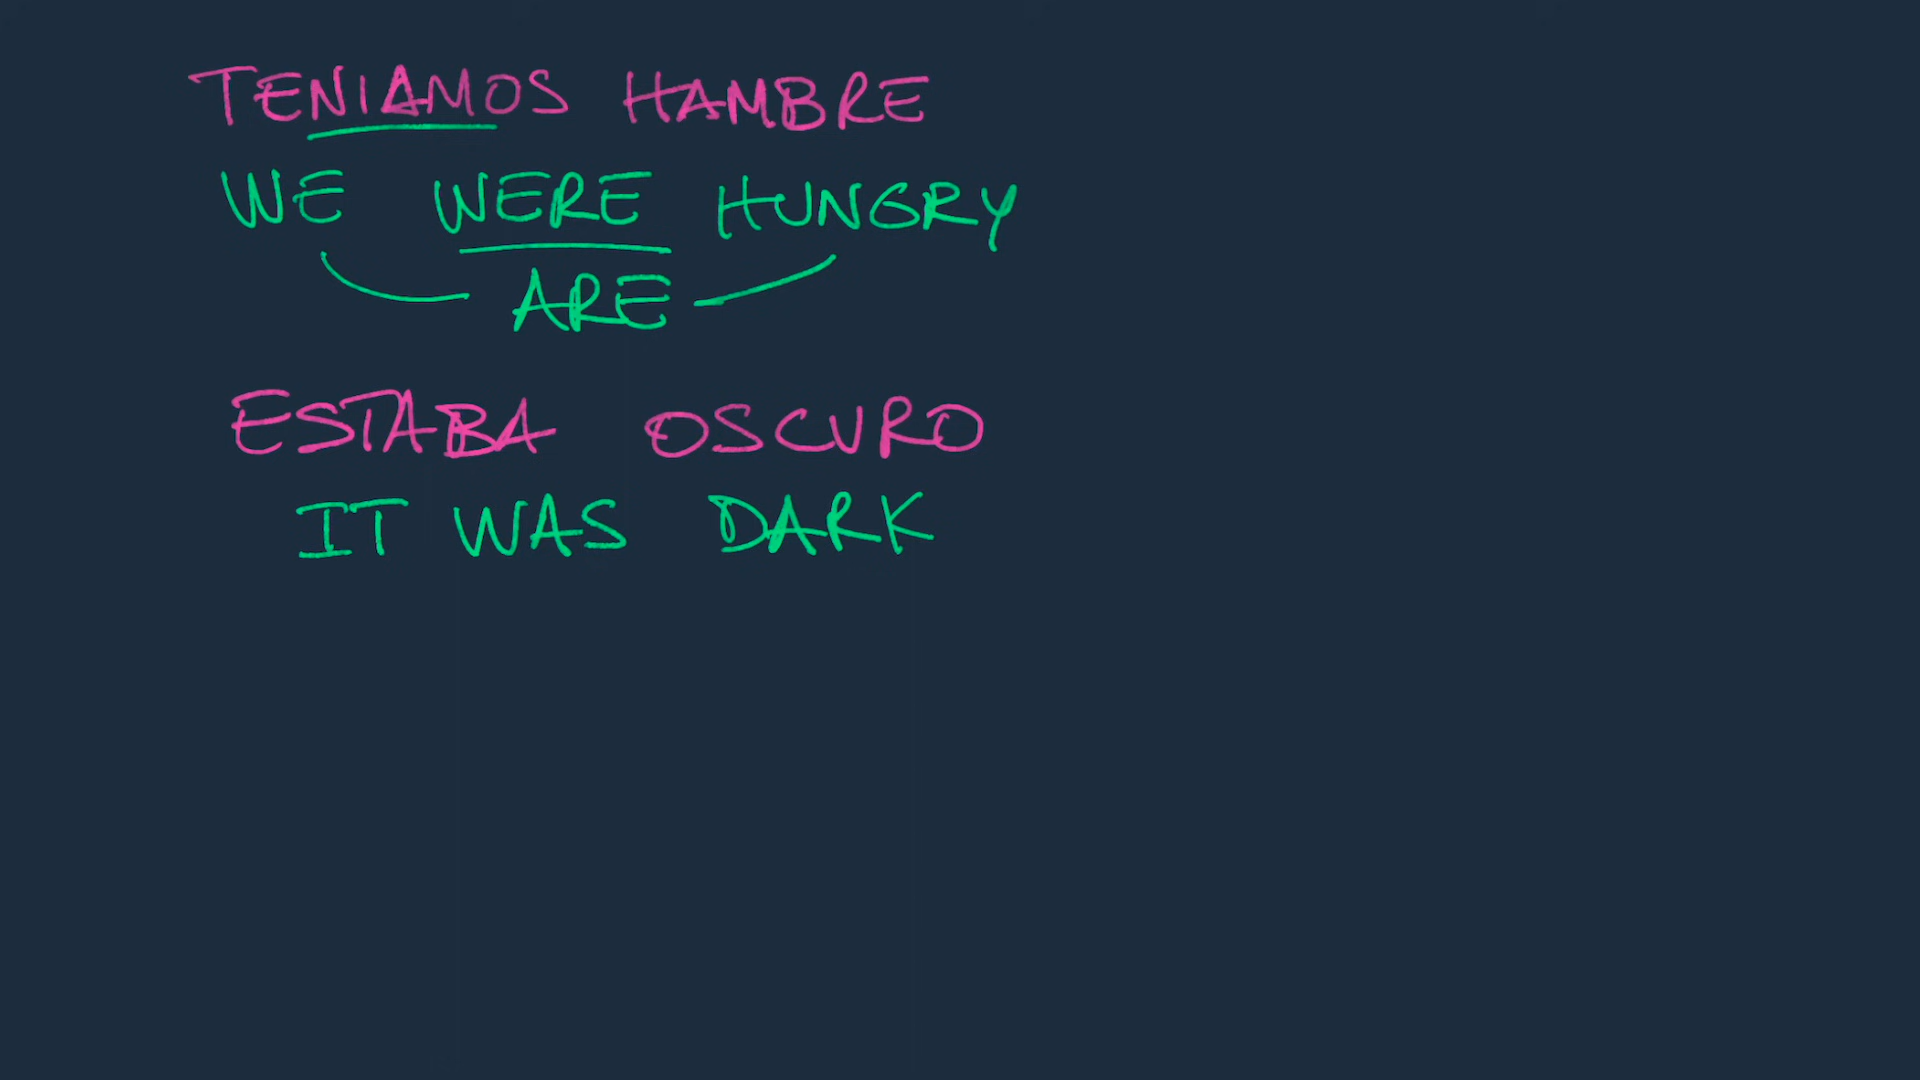 TENIAMOS HAMBRE
WE WERE HUNGRY
ARE
ESTABA OSCURO
IT WAS DARK